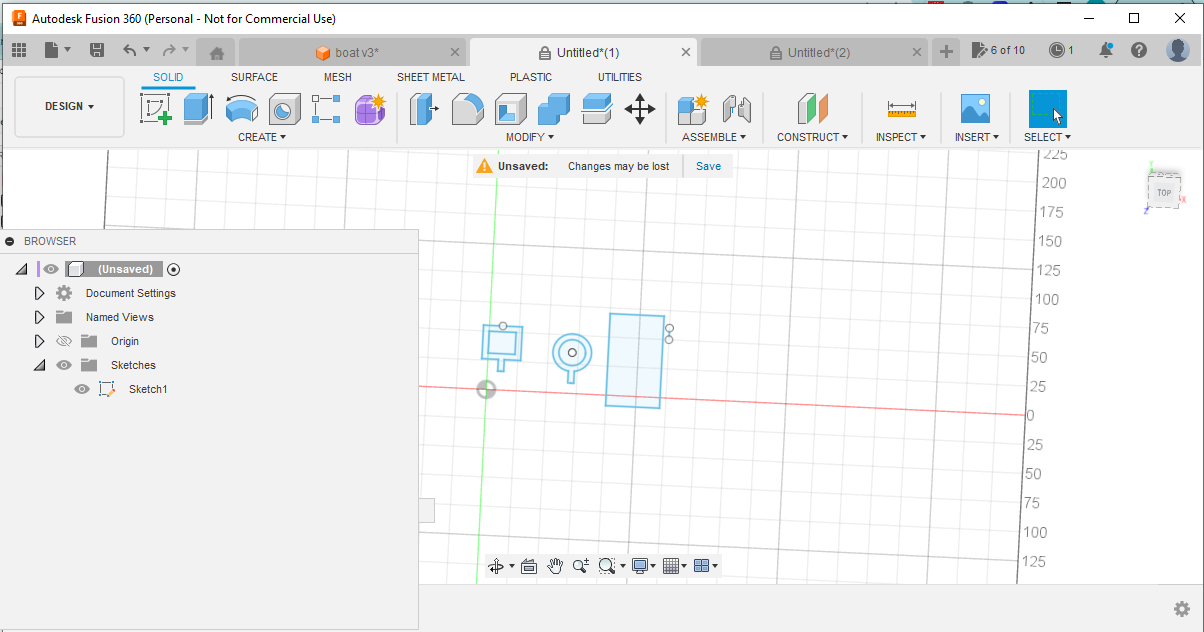 Autodesk Fusion 360 (Personal - Not for Commercial Use)
boat v3*
Untitled*(1)
Untitled*(2)
6 of 10
1
SOLID
SURFACE
MESH
SHEET METAL
PLASTIC
UTILITIES
DESIGN
CREATE
MODIFY
ASSEMBLE
CONSTRUCT
INSPECT
INSERT
SELECT
Unsaved:
Changes may be lost
Save
BROWSER
(Unsaved)
Document Settings
Named Views
Origin
Sketches
Sketch1
TOP
Y
X
Z
225
200
175
150
125
100
75
50
25
0
25
50
75
100
125